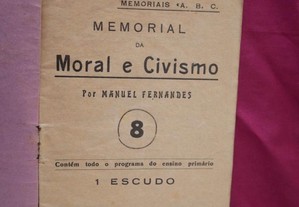 MEMORIAIS "A. B. C.
MEMORIAL
DA
Moral e Civismo
Por MANUEL FERNANDES
8
Contém todo o programa do ensino primário
1 ESCUDO